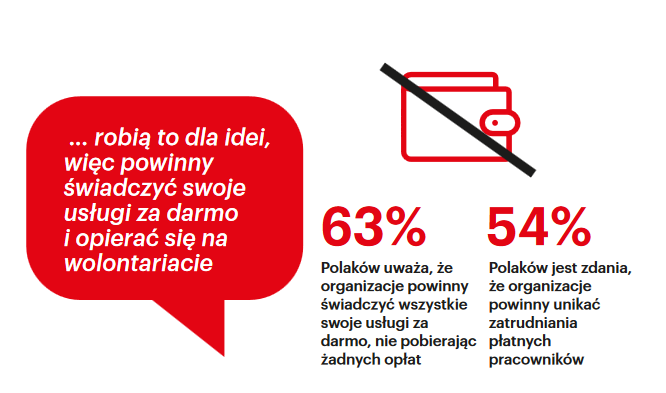 ... robią to dla idei,
więc powinny
świadczyć swoje
usługi za darmo
i opierać się na
wolontariacie
63%
Polaków uważa, że
organizacje powinny
świadczyć wszystkie
swoje usługi za
darmo, nie pobierając
żadnych opłat
54%
Polaków jest zdania,
że organizacje
powinny unikać
zatrudniania
płatnych
pracowników